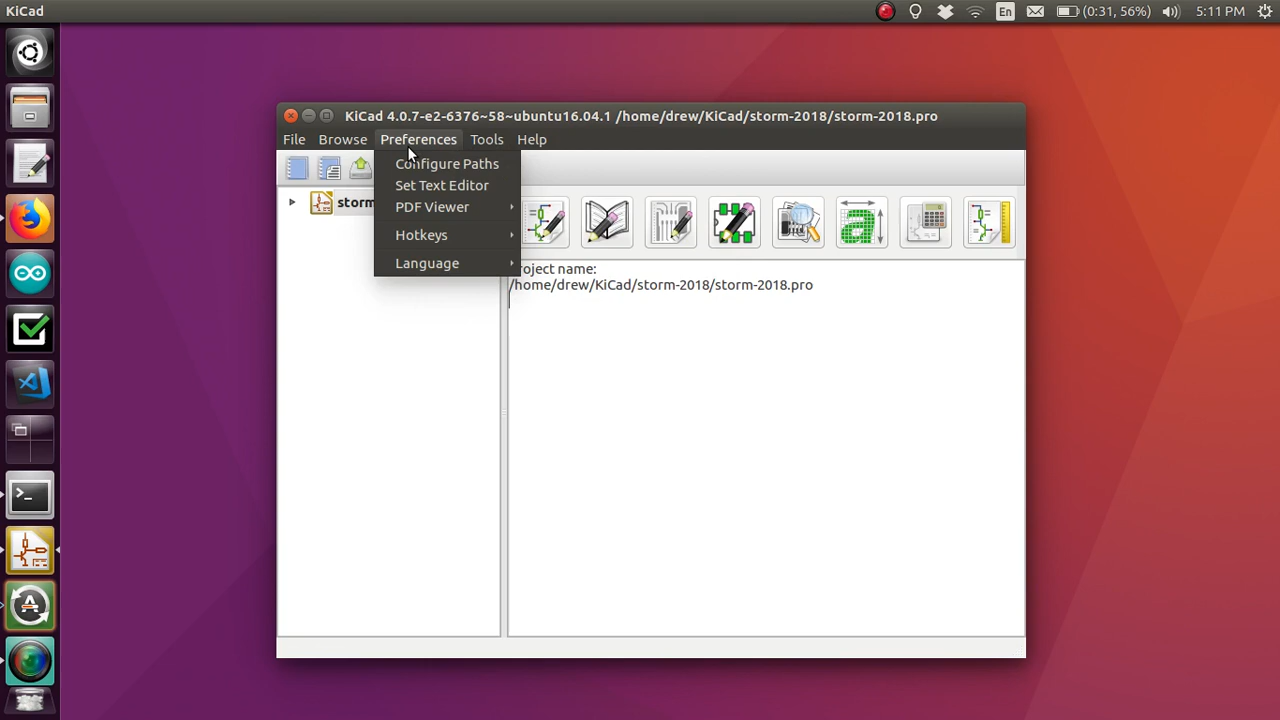 KiCad
En
(0:31, 56%)
5:11 PM
KiCad 4.0.7-e2-6376~58~ubuntu16.04.1 /home/drew/KiCad/storm-2018/storm-2018.pro
File Browse Preferences Tools Help
Configure Paths
Set Text Editor
PDF Viewer
Hotkeys
Language
storm
roject name:
/home/drew/KiCad/storm-2018/storm-2018.pro